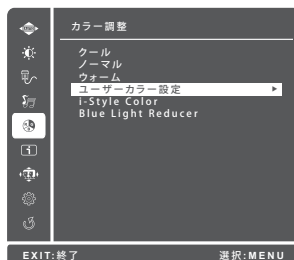 カラー調整
クール
ノーマル
ウォーム
ユーザーカラー設定
i-Style Color
Blue Light Reducer
EXIT:終了
選択:MENU